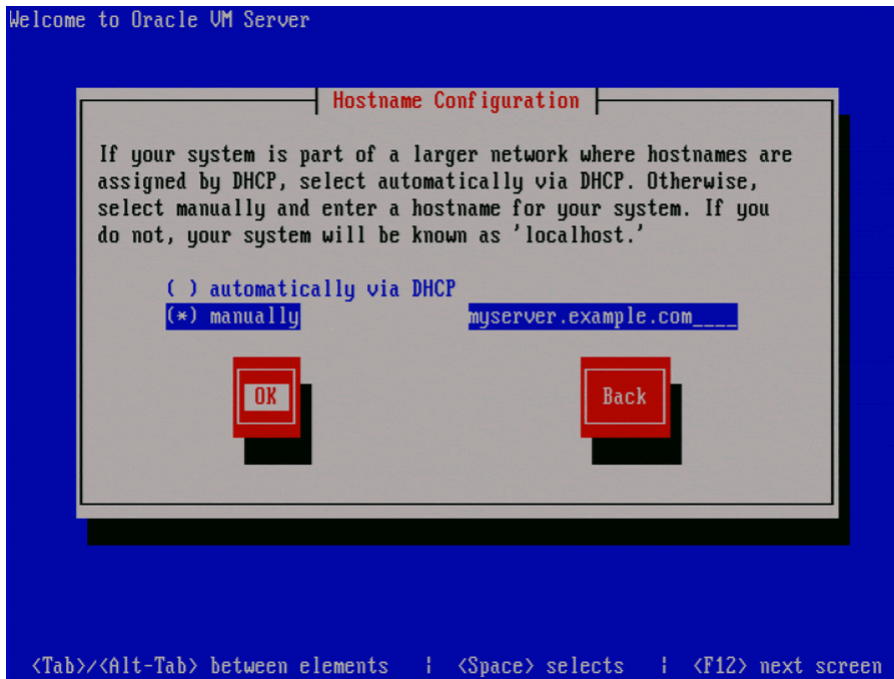 Welcome to Oracle VM Server
Hostname Configuration
If your system is part of a larger network where hostnames are
assigned by DHCP, select automatically via DHCP. Otherwise,
select manually and enter a hostname for your system. If you
do not, your system will be known as 'localhost.'
( ) automatically via DHCP
(*) manually myserver.example.com____
OK Back
<Tab>/<Alt-Tab> between elements | <Space> selects | <F12> next screen